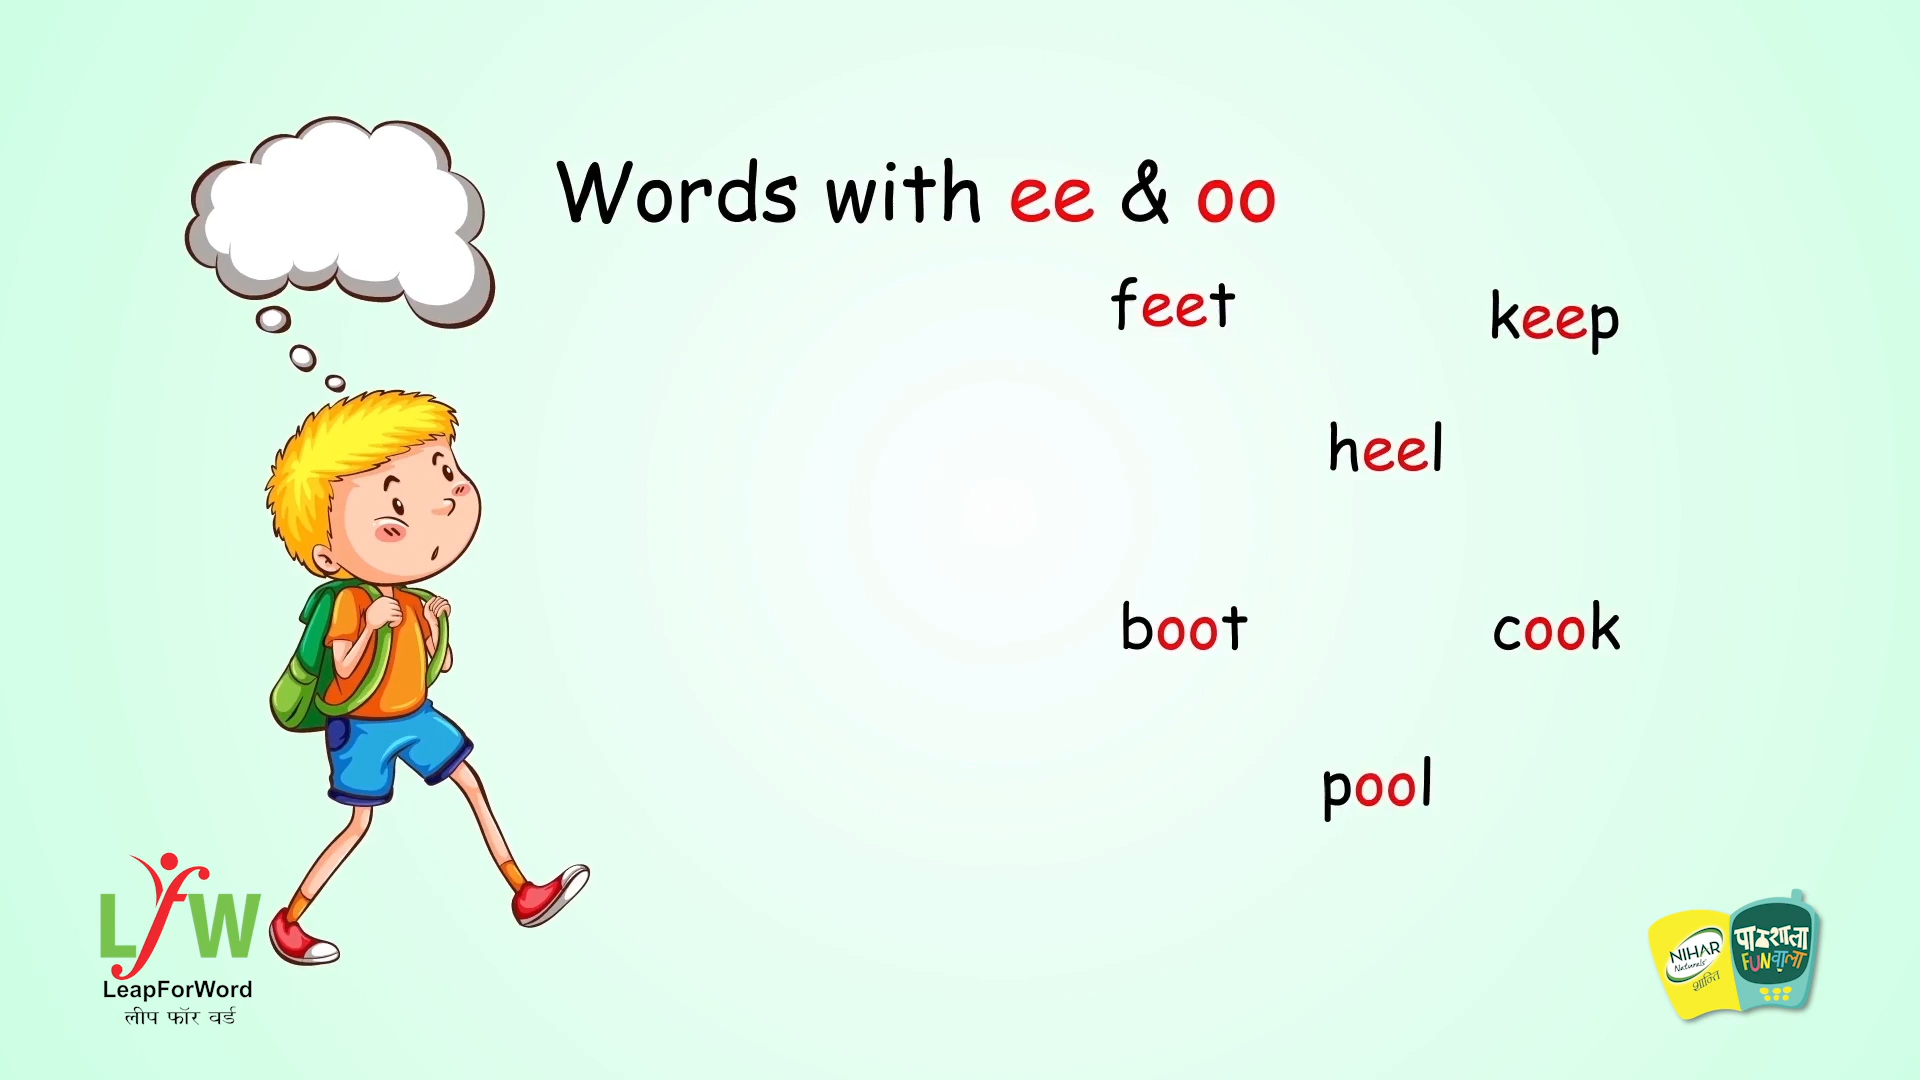 Words with ee & oo
feet
keep
heel
boot
cook
pool
LfW
LeapForWord
लीप फॉर वर्ड
NIHAR
Naturals
शान्ति
पाठशाला
FUNवाला